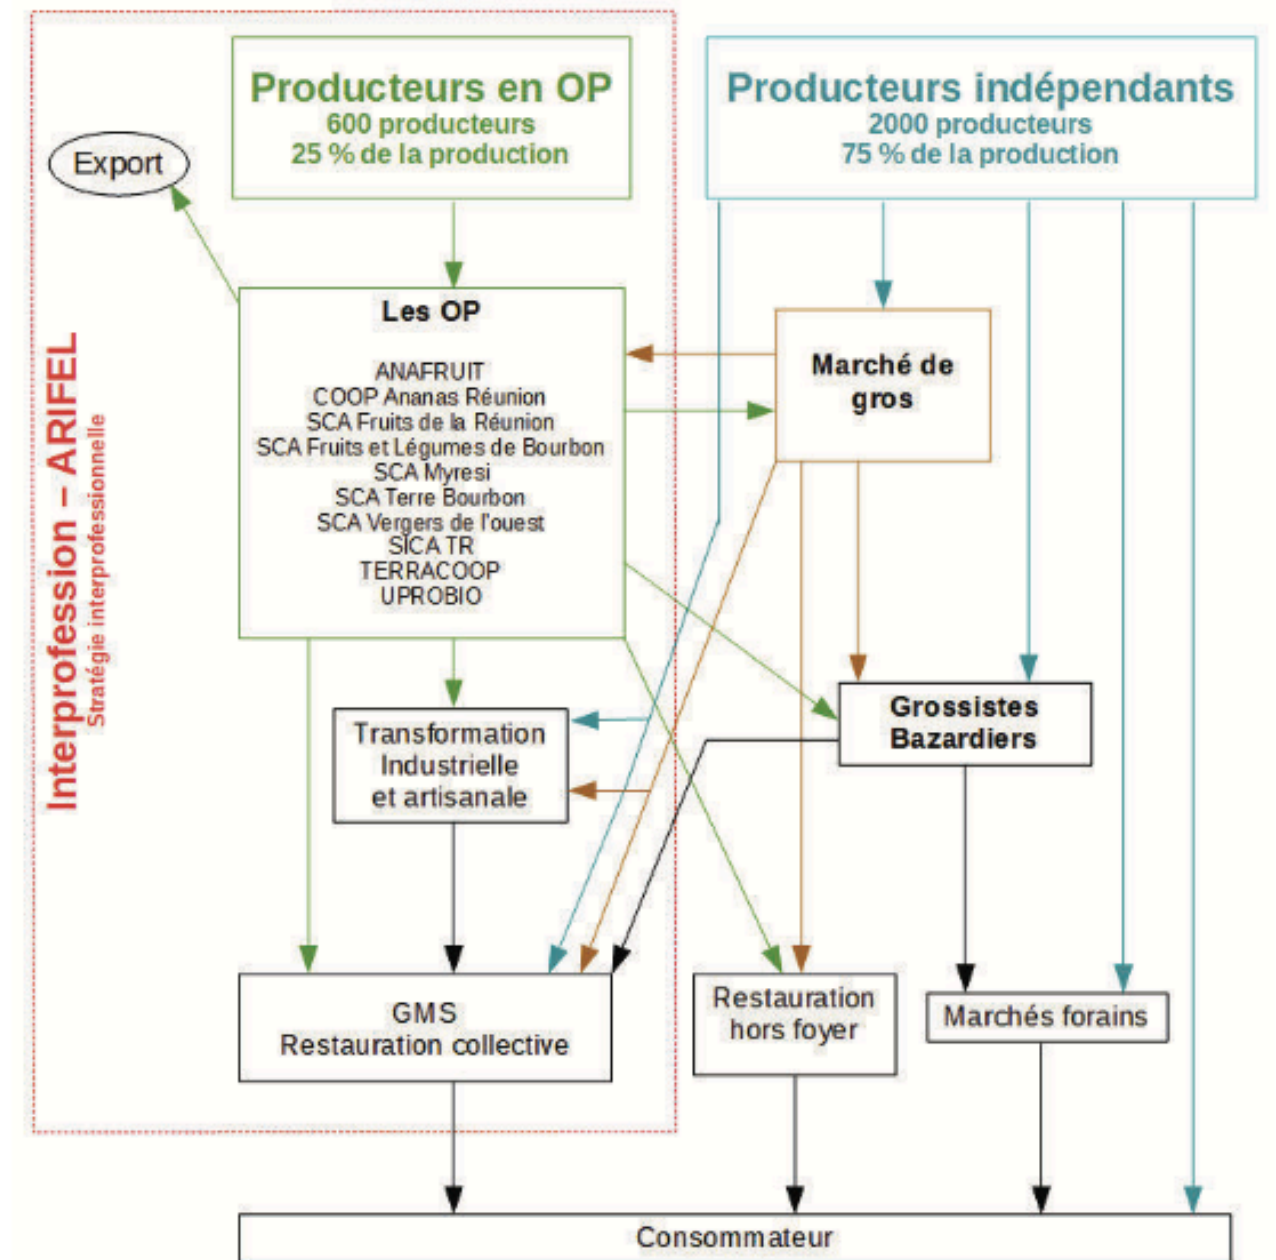 Producteurs en OP
600 producteurs
25 % de la production
Producteurs indépendants
2000 producteurs
75 % de la production
Export
Les OP
ANAFRUIT
COOP Ananas Réunion
SCA Fruits de la Réunion
SCA Fruits et Légumes de Bourbon
SCA Myresi
SCA Terre Bourbon
SCA Vergers de l'ouest
SICA TR
TERRACOOP
UPROBIO
Marché de
gros
Interprofession – ARIFEL
Stratégie interprofessionnelle
Transformation
Industrielle
et artisanale
Grossistes
Bazardiers
GMS
Restauration collective
Restauration
hors foyer
Marchés forains
Consommateur